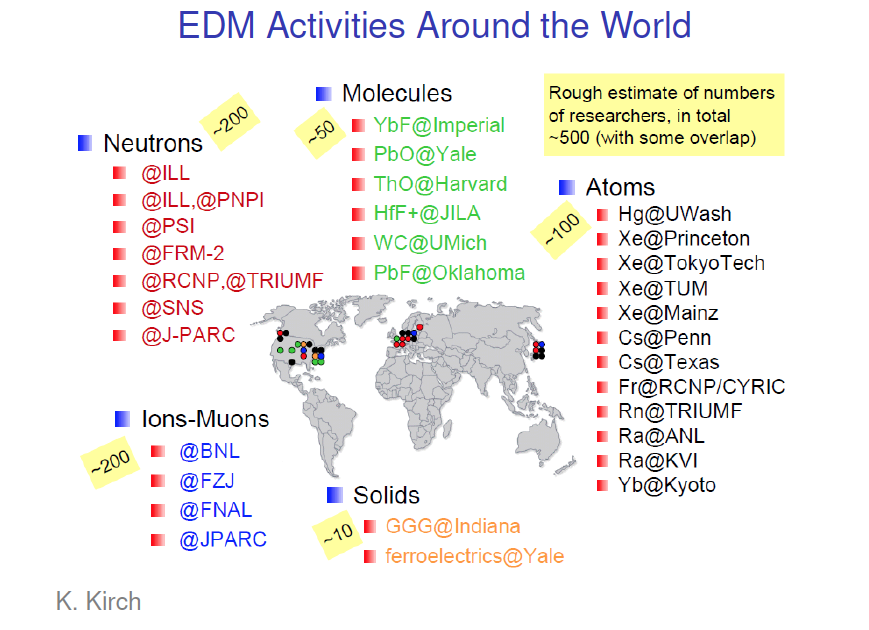 EDM Activities Around the World
Neutrons
~200
@ILL
@ILL,@PNPI
@PSI
@FRM-2
@RCNP,@TRIUMF
@SNS
@J-PARC
Molecules
~50
YbF@Imperial
PbO@Yale
ThO@Harvard
HfF+@JILA
WC@UMich
PbF@Oklahoma
Rough estimate of numbers
of researchers, in total
~500 (with some overlap)
Atoms
~100
Hg@UWash
Xe@Princeton
Xe@TokyoTech
Xe@TUM
Xe@Mainz
Cs@Penn
Cs@Texas
Fr@RCNP/CYRIC
Rn@TRIUMF
Ra@ANL
Ra@KVI
Yb@Kyoto
Ions-Muons
~200
@BNL
@FZJ
@FNAL
@JPARC
Solids
~10
GGG@Indiana
ferroelectrics@Yale
K. Kirch